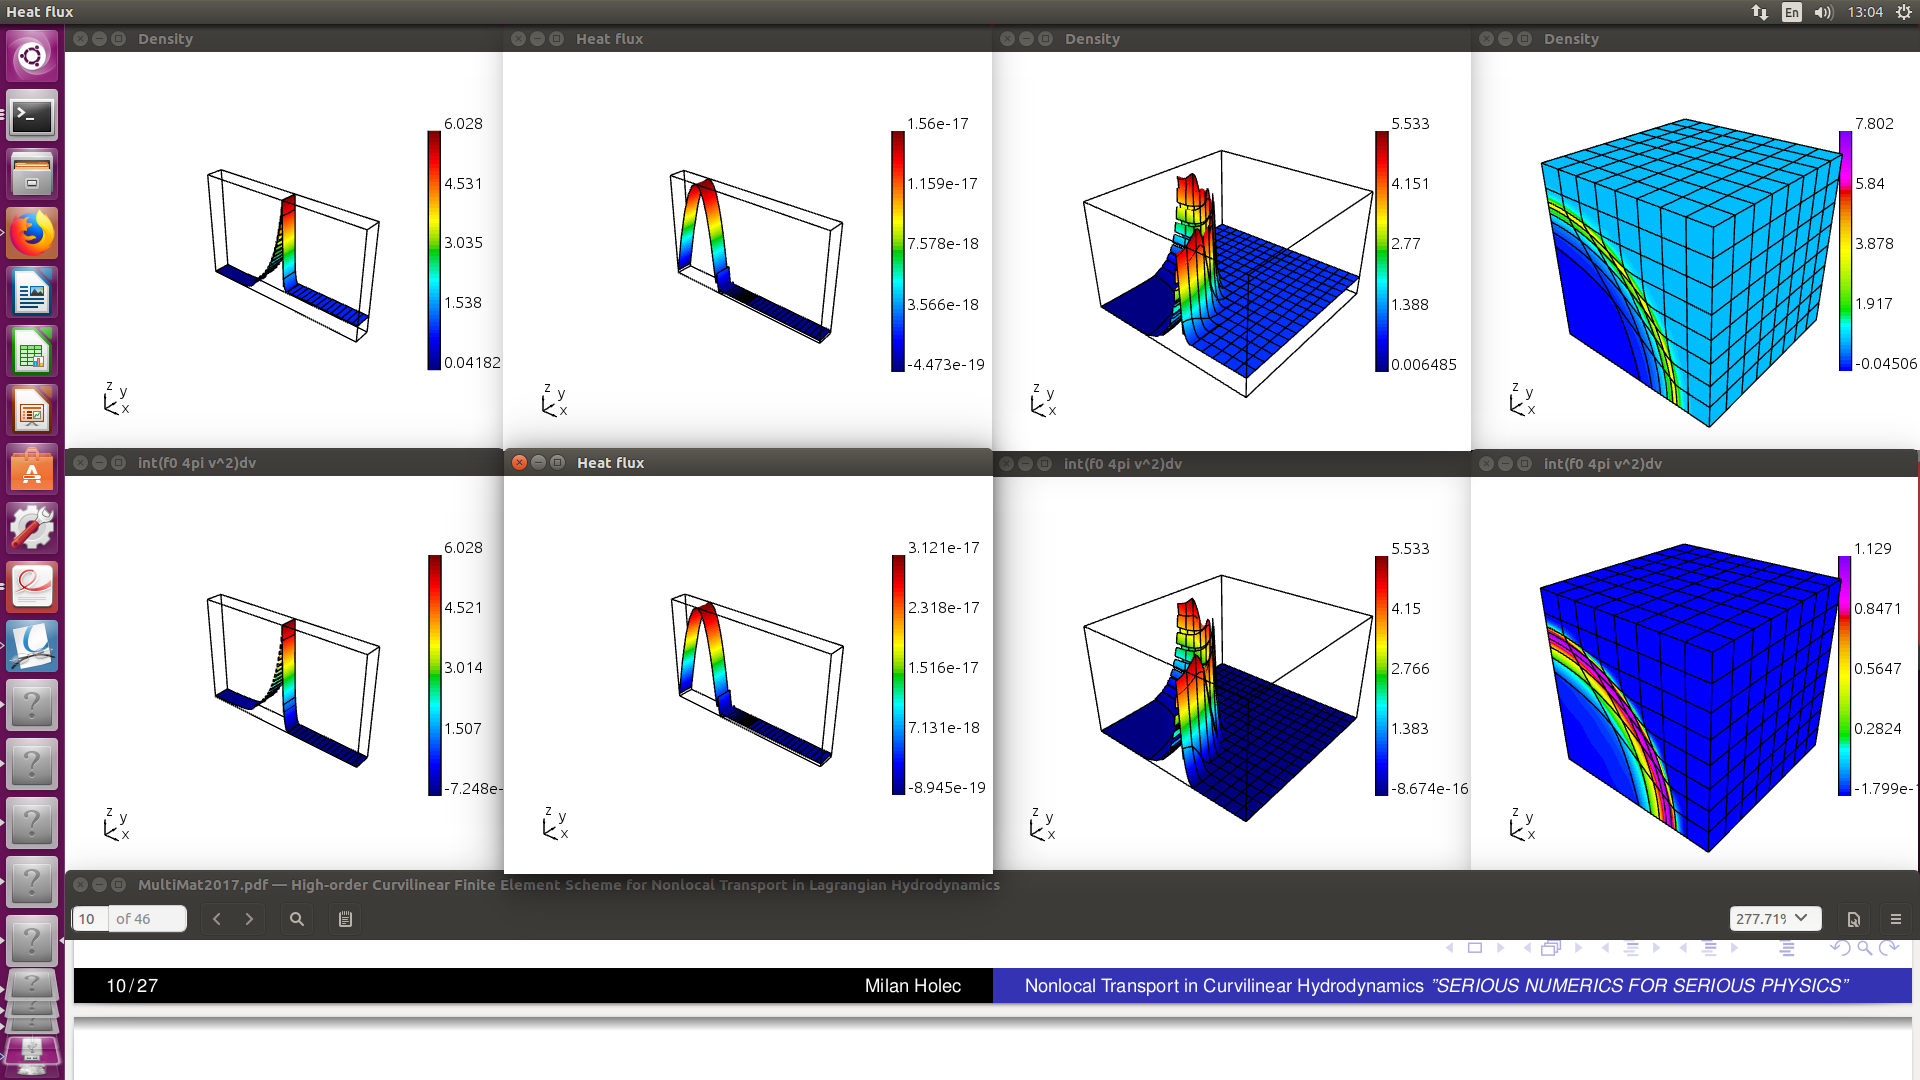 Heat flux
En
13:04
Density
Heat flux
Density
Density
6.028
4.531
3.035
1.538
0.04182
z y
x
1.56e-17
1.159e-17
7.578e-18
3.566e-18
-4.473e-19
z y
x
5.533
4.151
2.77
1.388
0.006485
z y
x
7.802
5.84
3.878
1.917
-0.04506
z y
x
int(f0 4pi v^2)dv
Heat flux
int(f0 4pi v^2)dv
int(f0 4pi v^2)dv
6.028
4.521
3.014
1.507
-7.248e-
z y
x
3.121e-17
2.318e-17
1.516e-17
7.131e-18
-8.945e-19
z y
x
5.533
4.15
2.766
1.383
-8.674e-16
z y
x
1.129
0.8471
0.5647
0.2824
-1.799e-
z y
x
MultiMat2017.pdf — High-order Curvilinear Finite Element Scheme for Nonlocal Transport in Lagrangian Hydrodynamics
10 of 46
277.71%
10/27
Milan Holec
Nonlocal Transport in Curvilinear Hydrodynamics "SERIOUS NUMERICS FOR SERIOUS PHYSICS"